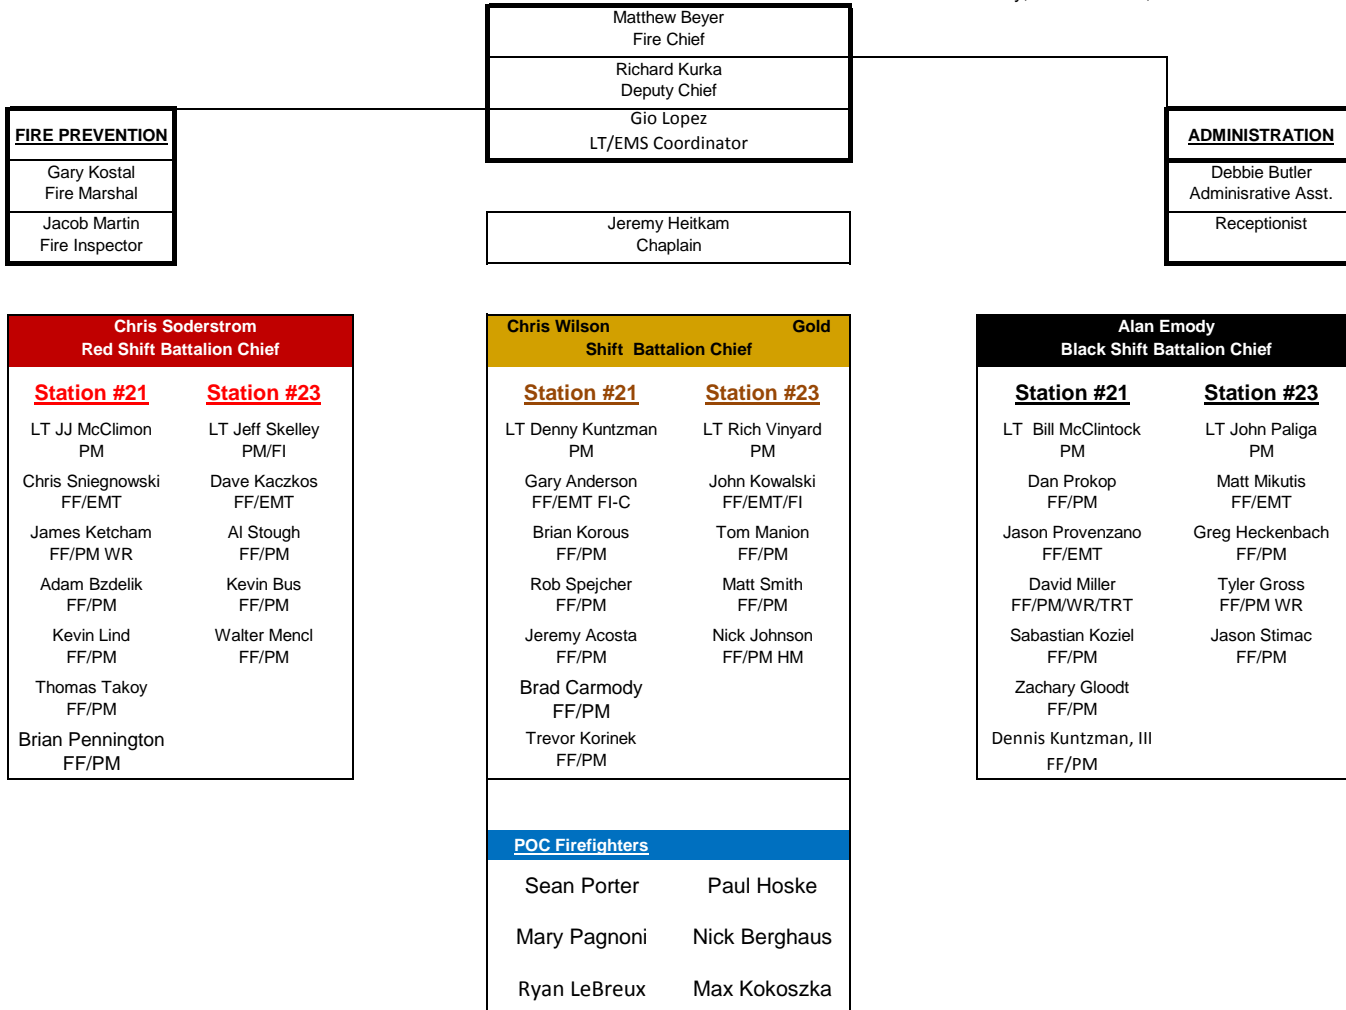 Matthew Beyer
Fire Chief
Richard Kurka
Deputy Chief
Gio Lopez
LT/EMS Coordinator
FIRE PREVENTION
Gary Kostal
Fire Marshal
Jacob Martin
Fire Inspector
ADMINISTRATION
Debbie Butler
Adminisrative Asst.
Receptionist
Jeremy Heitkam
Chaplain
Chris Soderstrom
Red Shift Battalion Chief
Station #21 Station #23
LT JJ McClimon LT Jeff Skelley
PM PM/FI
Chris Sniegnowski Dave Kaczkos
FF/EMT FF/EMT
James Ketcham Al Stough
FF/PM WR FF/PM
Adam Bzdelik Kevin Bus
FF/PM FF/PM
Kevin Lind Walter Mencl
FF/PM FF/PM
Thomas Takoy
FF/PM
Brian Pennington
FF/PM
Chris Wilson Gold
Shift Battalion Chief
Station #21 Station #23
LT Denny Kuntzman LT Rich Vinyard
PM PM
Gary Anderson John Kowalski
FF/EMT FI-C FF/EMT/FI
Brian Korous Tom Manion
FF/PM FF/PM
Rob Spejcher Matt Smith
FF/PM FF/PM
Jeremy Acosta Nick Johnson
FF/PM FF/PM HM
Brad Carmody
FF/PM
Trevor Korinek
FF/PM
Alan Emody
Black Shift Battalion Chief
Station #21 Station #23
LT Bill McClintock LT John Paliga
PM PM
Dan Prokop Matt Mikutis
FF/PM FF/EMT
Jason Provenzano Greg Heckenbach
FF/EMT FF/PM
David Miller Tyler Gross
FF/PM/WR/TRT FF/PM WR
Sabastian Koziel Jason Stimac
FF/PM FF/PM
Zachary Gloodt
FF/PM
Dennis Kuntzman, III
FF/PM
POC Firefighters
Sean Porter Paul Hoske
Mary Pagnoni Nick Berghaus
Ryan LeBreux Max Kokoszka